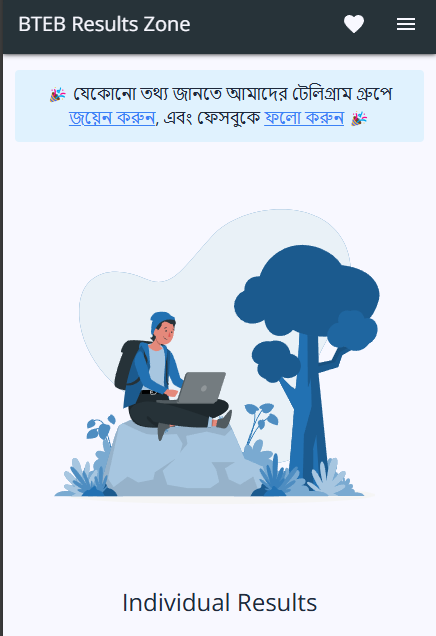 BTEB Results Zone
🎉 যেকোনো তথ্য জানতে আমাদের টেলিগ্রাম গ্রুপে
জয়েন করুন, এবং ফেসবুকে ফলো করুন 🎉
Individual Results